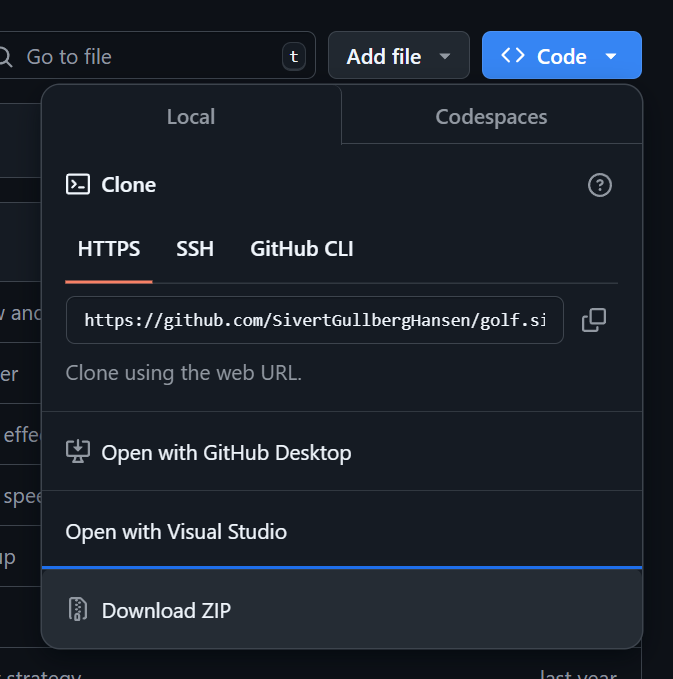 Go to file
t
Add file
Code
Local
Codespaces
Clone
HTTPS
SSH
GitHub CLI
https://github.com/SivertGullbergHansen/golf.si
Clone using the web URL.
Open with GitHub Desktop
Open with Visual Studio
Download ZIP
er
effe
spee
up
strategy
last year